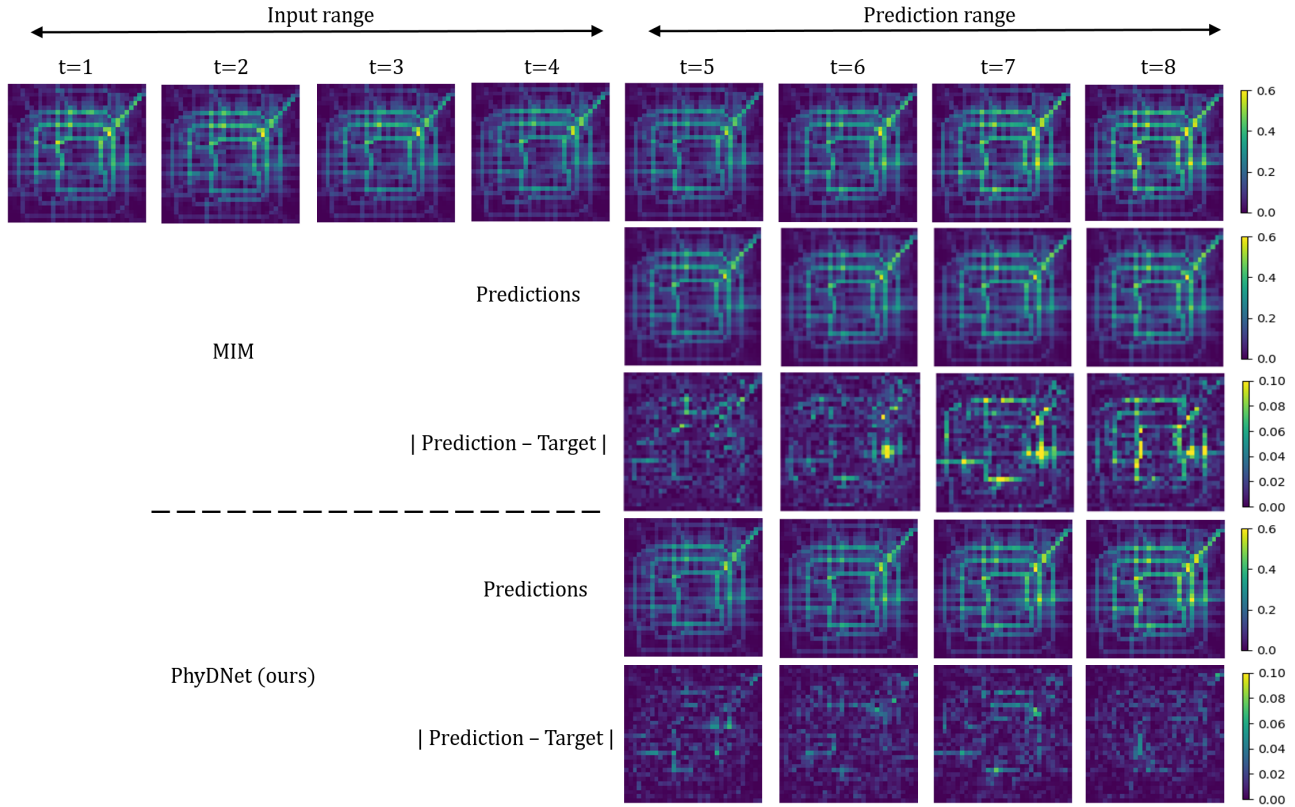 Input range
Prediction range
t=1
t=2
t=3
t=4
t=5
t=6
t=7
t=8
0.6
0.4
0.2
0.0
0.6
Predictions
0.4
MIM
0.2
0.0
0.10
0.08
| Prediction – Target |
0.06
0.04
0.02
0.00
0.6
Predictions
0.4
0.2
0.0
PhyDNet (ours)
0.10
0.08
| Prediction – Target |
0.06
0.04
0.02
0.00